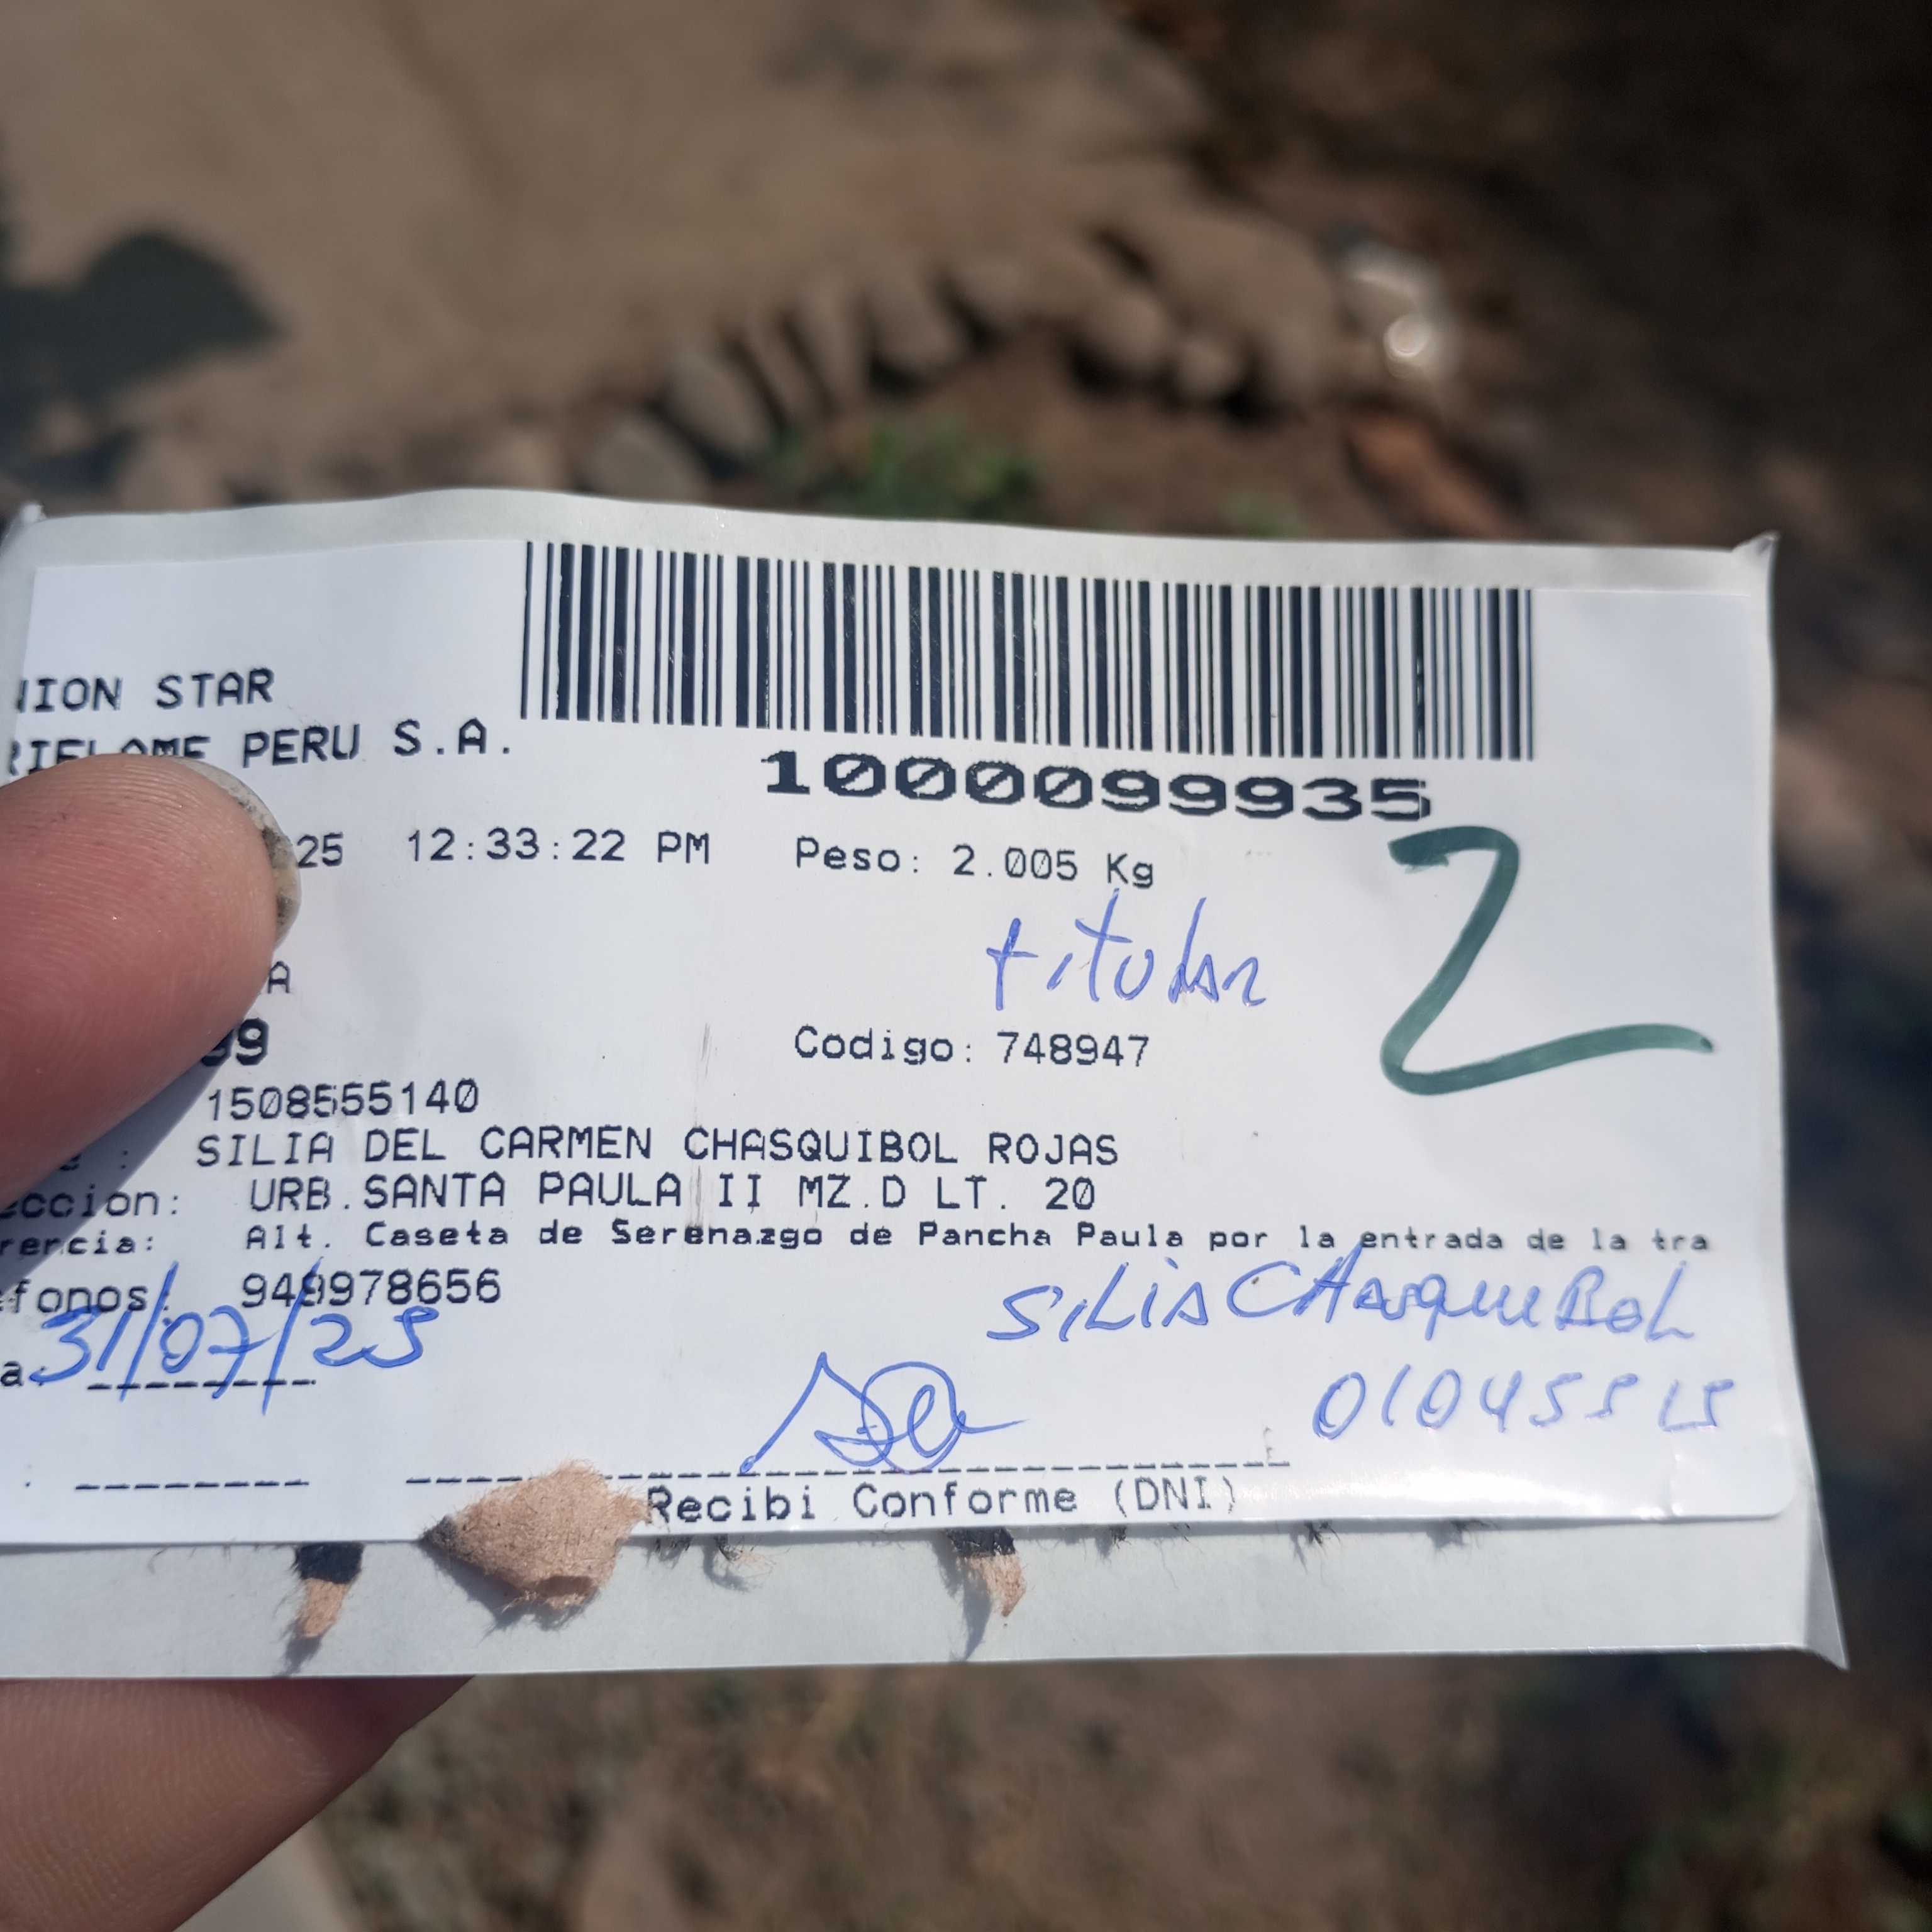 NION STAR
RIFLAME PERU S.A.
1000099935
25 12:33:22 PM Peso: 2.005 Kg
2
titular
A
99
Codigo: 748947
1508555140
e : SILIA DEL CARMEN CHASQUIBOL ROJAS
eccion: URB.SANTA PAULA II MZ.D LT. 20
rencia: Alt. Caseta de Serenazgo de Pancha Paula por la entrada de la tra
efonos: 949978656
SiLiA CHAsquiBoL
a: 31/07/25
Recibi Conforme (DNI)